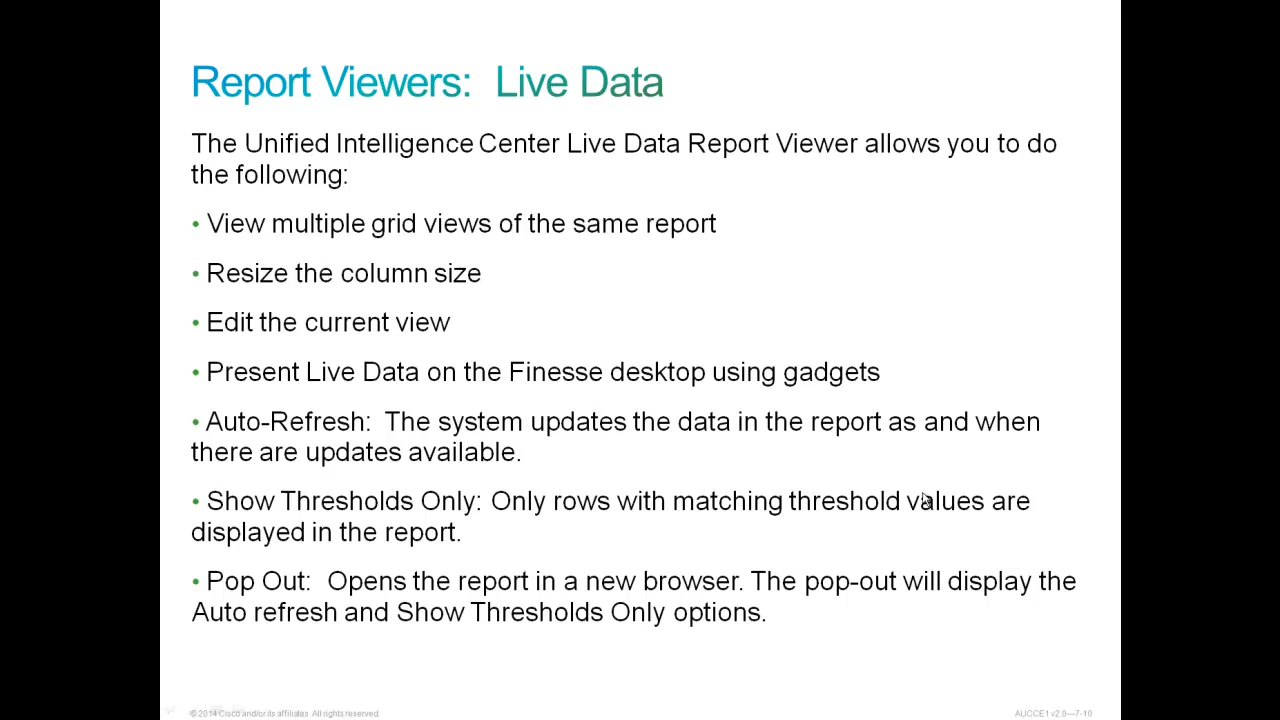 Report Viewers: Live Data
The Unified Intelligence Center Live Data Report Viewer allows you to do
the following:
• View multiple grid views of the same report
• Resize the column size
• Edit the current view
• Present Live Data on the Finesse desktop using gadgets
• Auto-Refresh: The system updates the data in the report as and when
there are updates available.
• Show Thresholds Only: Only rows with matching threshold values are
displayed in the report.
• Pop Out: Opens the report in a new browser. The pop-out will display the
Auto refresh and Show Thresholds Only options.
© 2014 Cisco and/or its affiliates. All rights reserved.
AUCCE1 v2.0—7-10